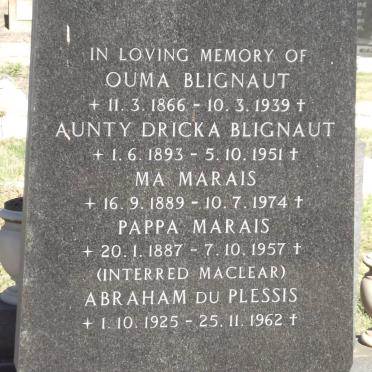 IN LOVING MEMORY OF
OUMA BLIGNAUT
+ 11.3.1866 - 10.3.1939 †
AUNTY DRICKA BLIGNAUT
+ 1.6.1893 - 5.10.1951 †
MA MARAIS
+ 16.9.1889 - 10.7.1974 †
PAPPA MARAIS
+ 20.1.1887 - 7.10.1957 †
(INTERRED MACLEAR)
ABRAHAM DU PLESSIS
+ 1.10.1925 - 25.11.1962 †